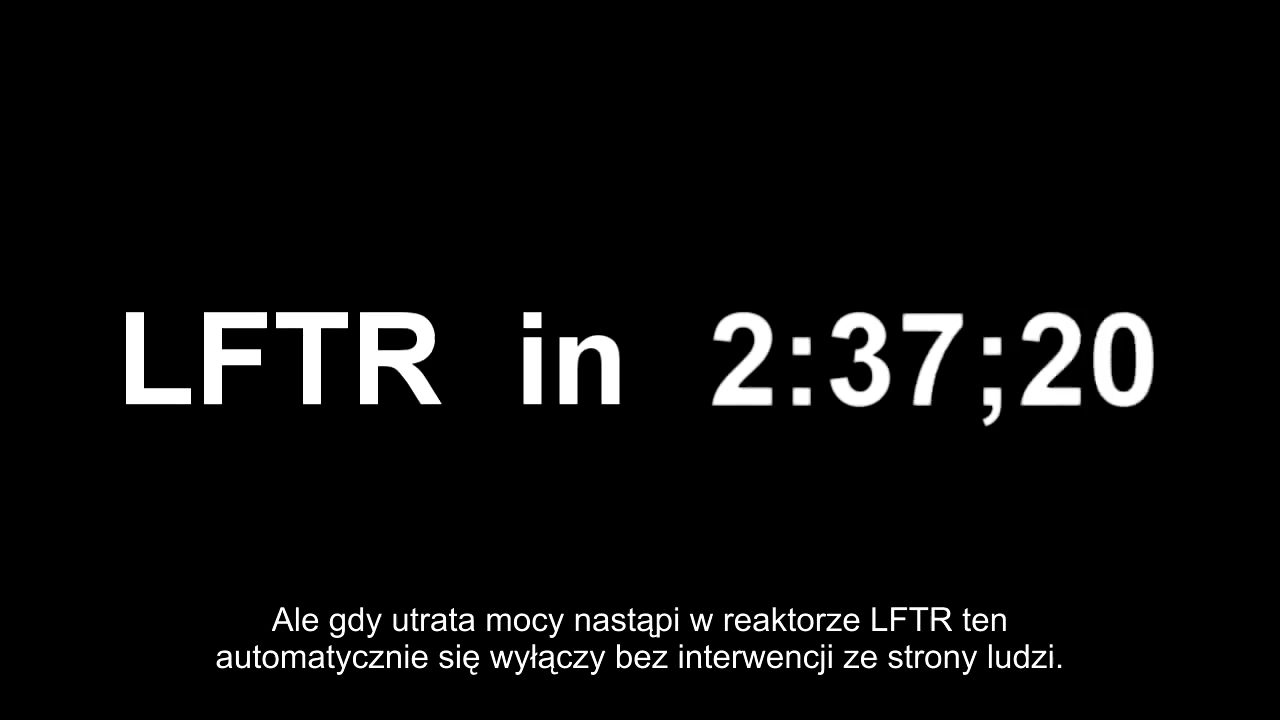 LFTR in 2:37;20
Ale gdy utrata mocy nastąpi w reaktorze LFTR ten
automatycznie się wyłączy bez interwencji ze strony ludzi.